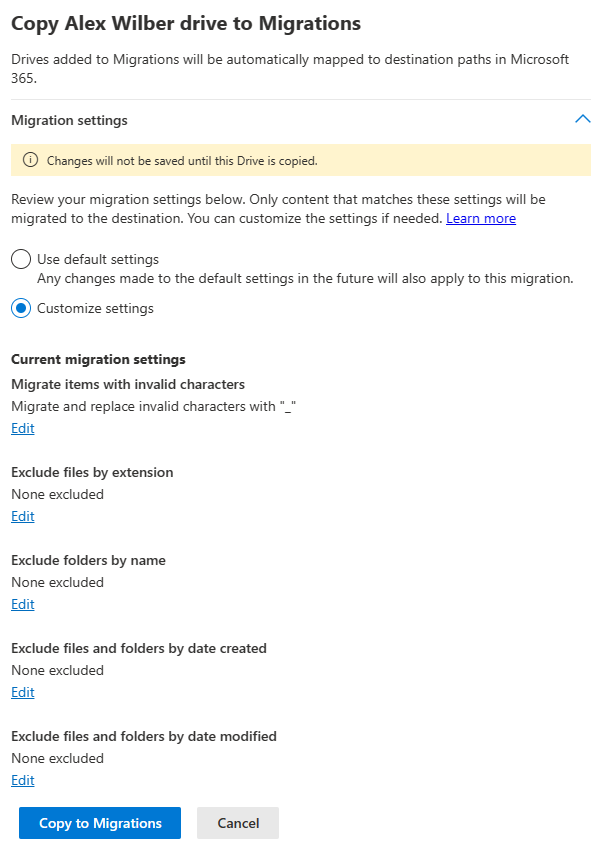 Copy Alex Wilber drive to Migrations
Drives added to Migrations will be automatically mapped to destination paths in Microsoft
365.
Migration settings
Changes will not be saved until this Drive is copied.
Review your migration settings below. Only content that matches these settings will be
migrated to the destination. You can customize the settings if needed. Learn more
Use default settings
Any changes made to the default settings in the future will also apply to this migration.
Customize settings
Current migration settings
Migrate items with invalid characters
Migrate and replace invalid characters with "_"
Edit
Exclude files by extension
None excluded
Edit
Exclude folders by name
None excluded
Edit
Exclude files and folders by date created
None excluded
Edit
Exclude files and folders by date modified
None excluded
Edit
Copy to Migrations Cancel